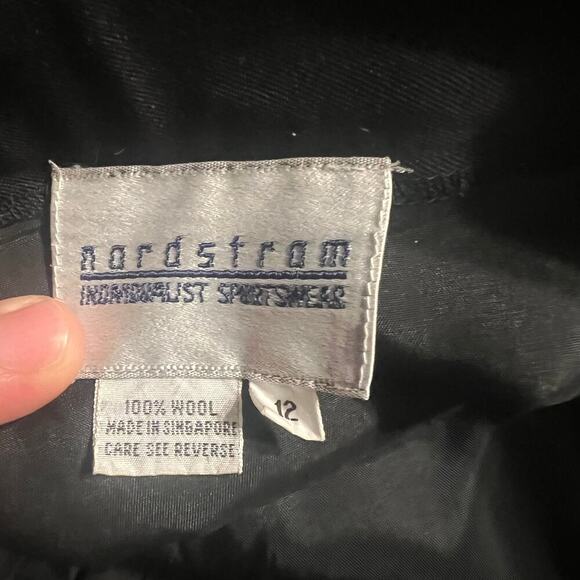 nordstrom
INDIVIDUALIST SPORTSWEAR
100% WOOL
MADE IN SINGAPORE
CARE SEE REVERSE
12